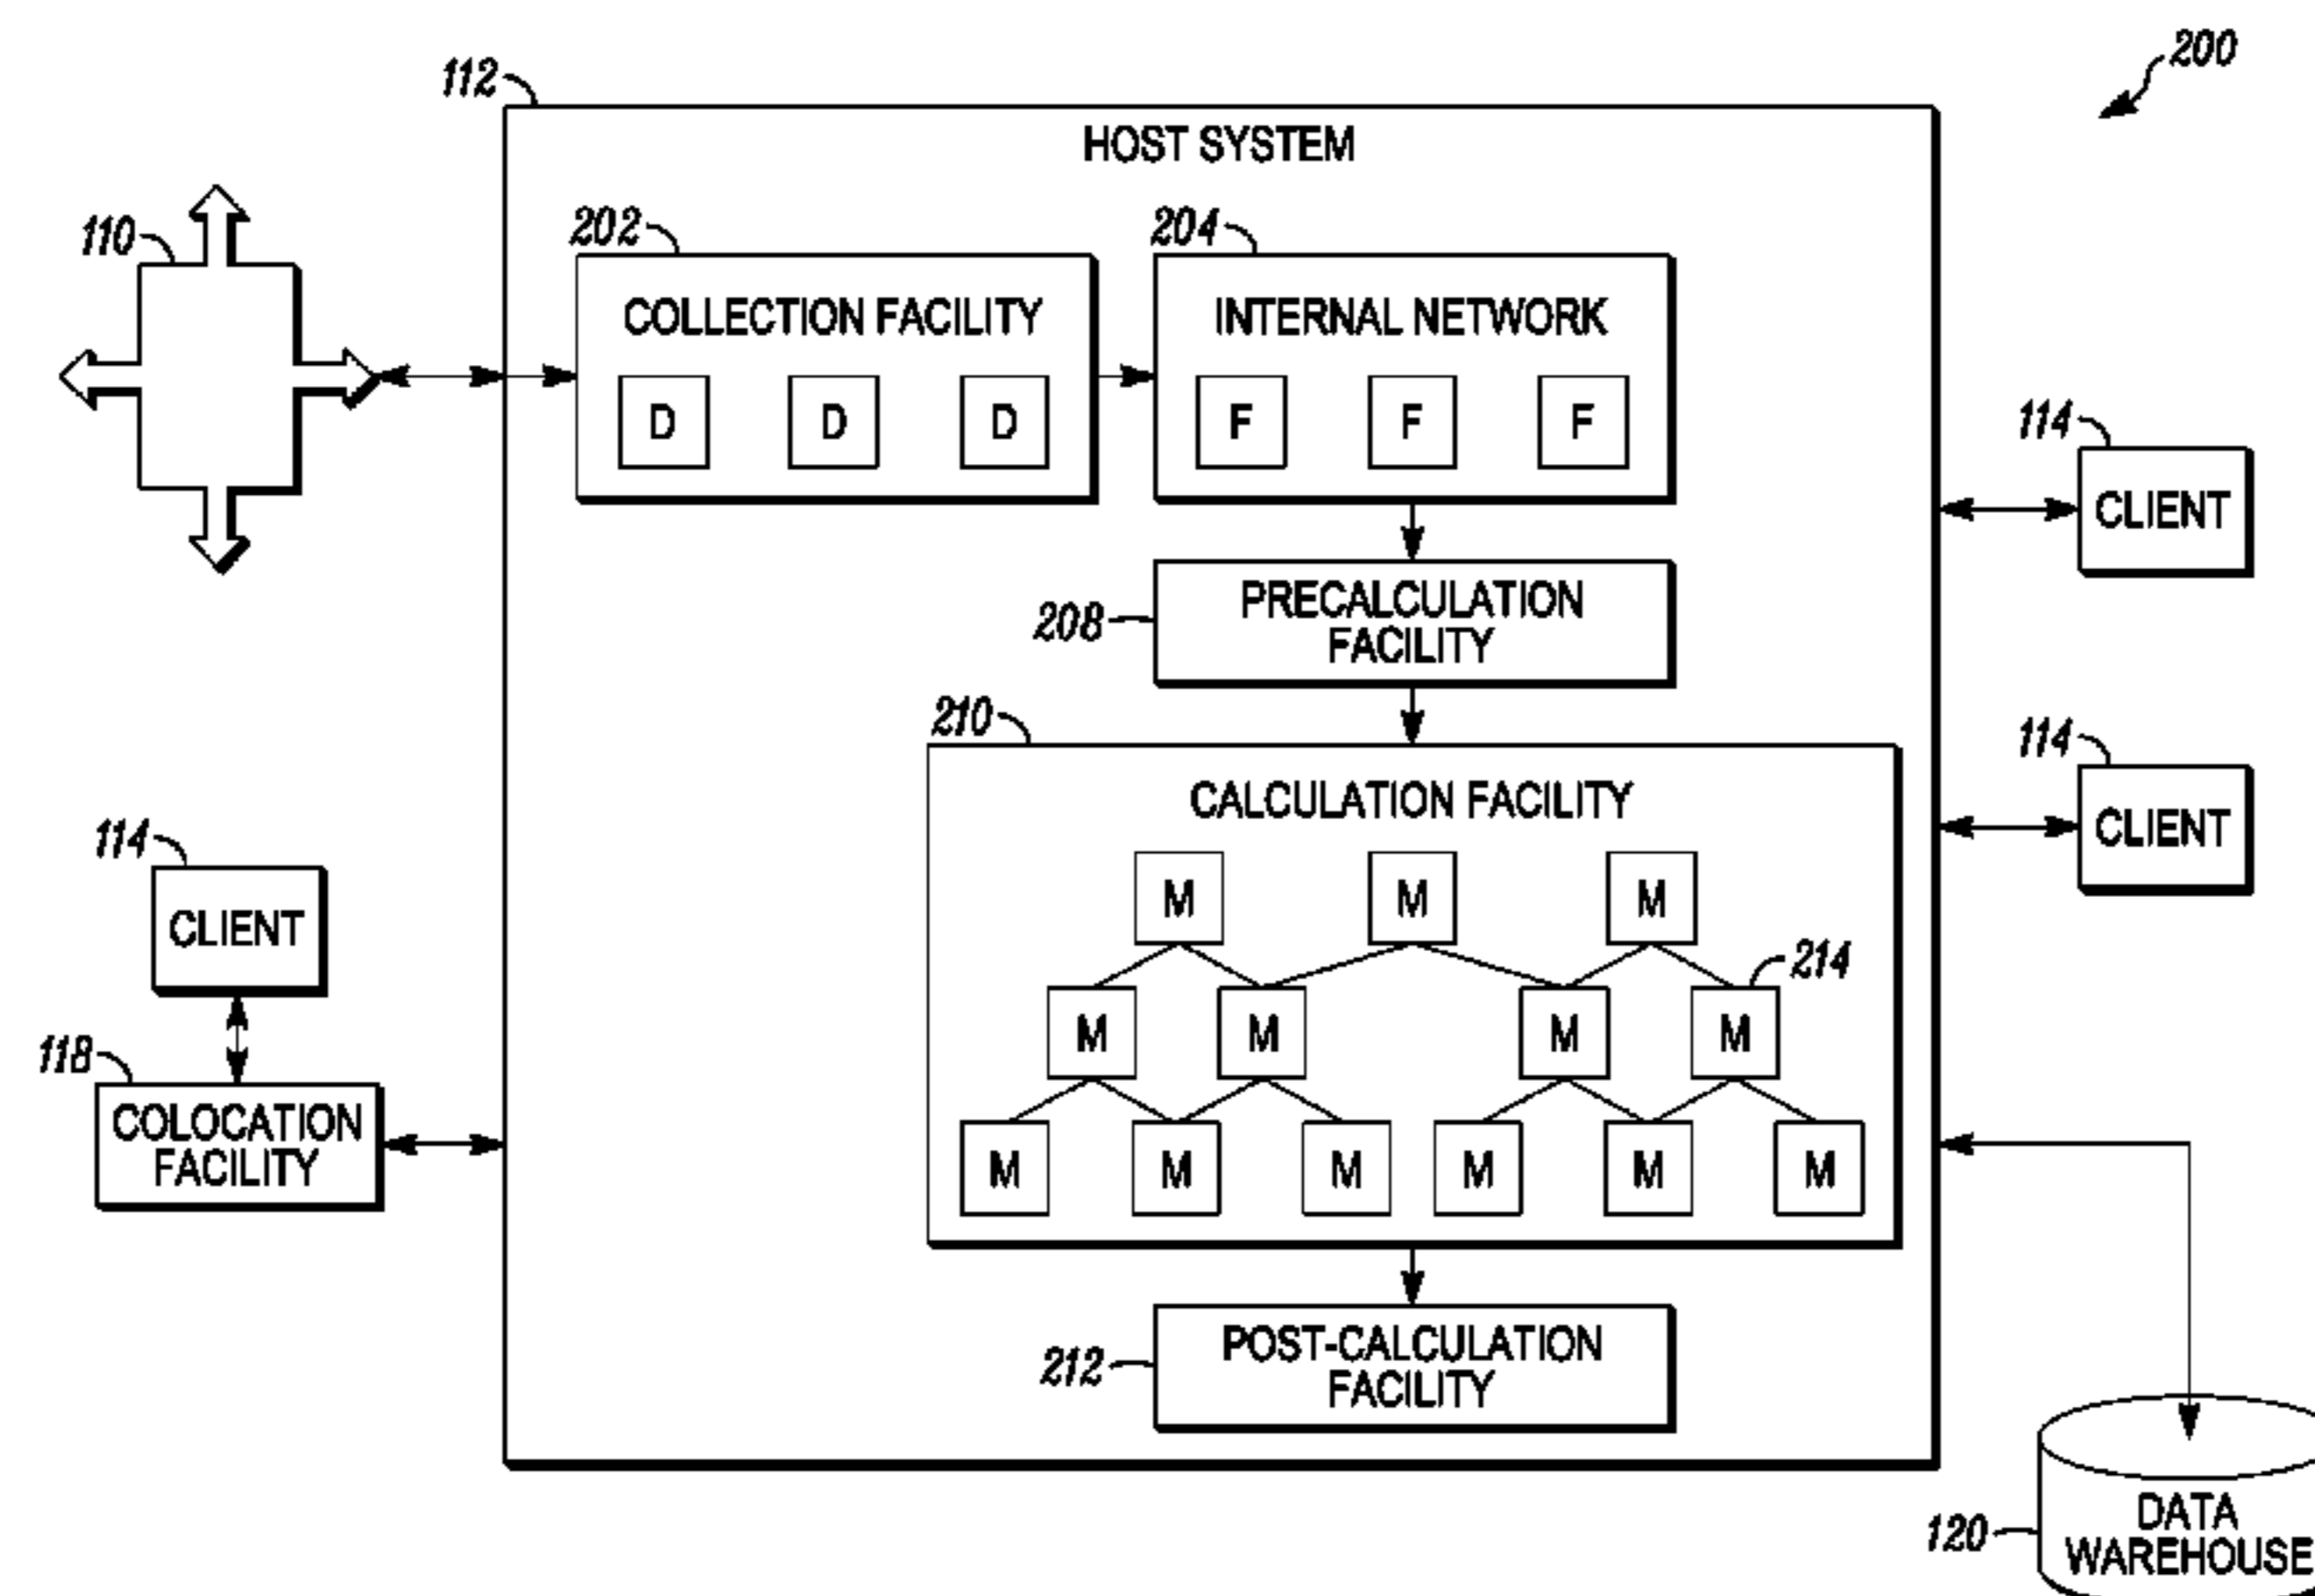 200
112
HOST SYSTEM
110
202
204
COLLECTION FACILITY
INTERNAL NETWORK
D D D
F F F
114
CLIENT
208
PRECALCULATION
FACILITY
210
CALCULATION FACILITY
114
CLIENT
114
CLIENT
M M M
214
M M M M
118
COLOCATION
FACILITY
M M M M M M
212
POST-CALCULATION
FACILITY
120
DATA
WAREHOUSE